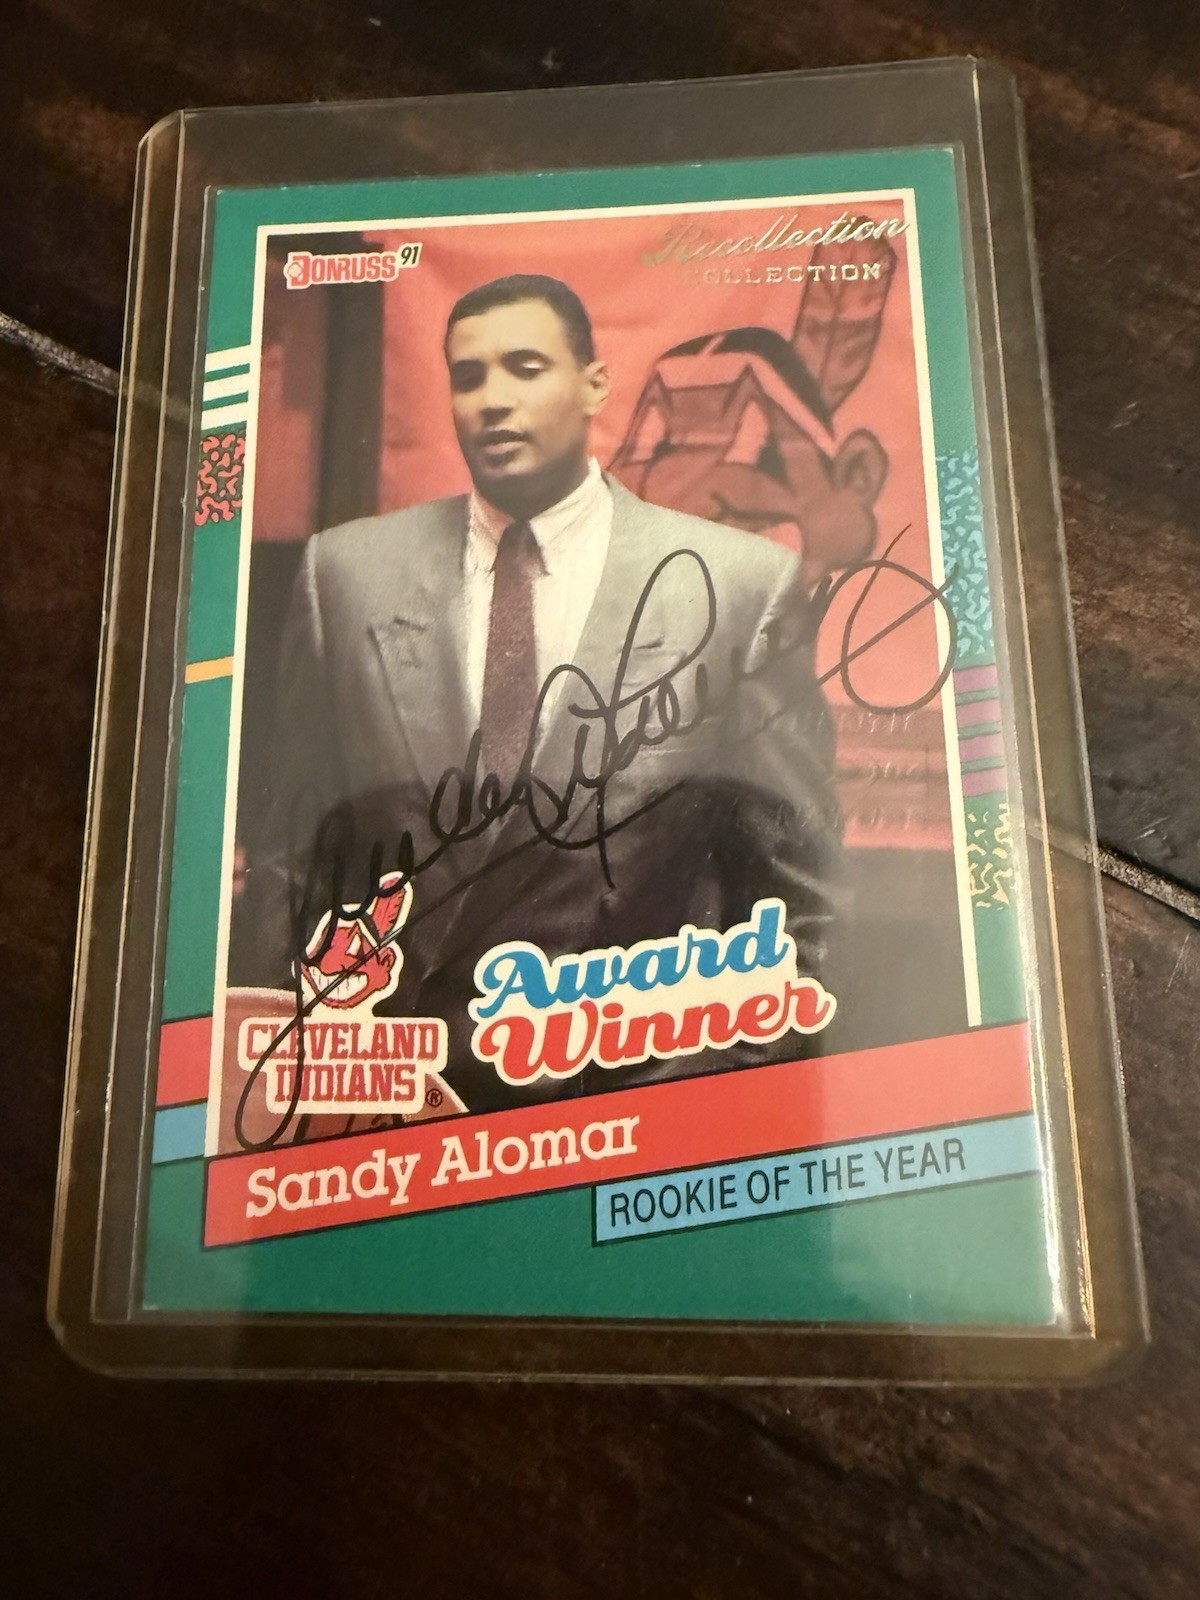 DONRUSS '91
Recollection
COLLECTION
Award
Winner
CLEVELAND
INDIANS ®
Sandy Alomar
ROOKIE OF THE YEAR